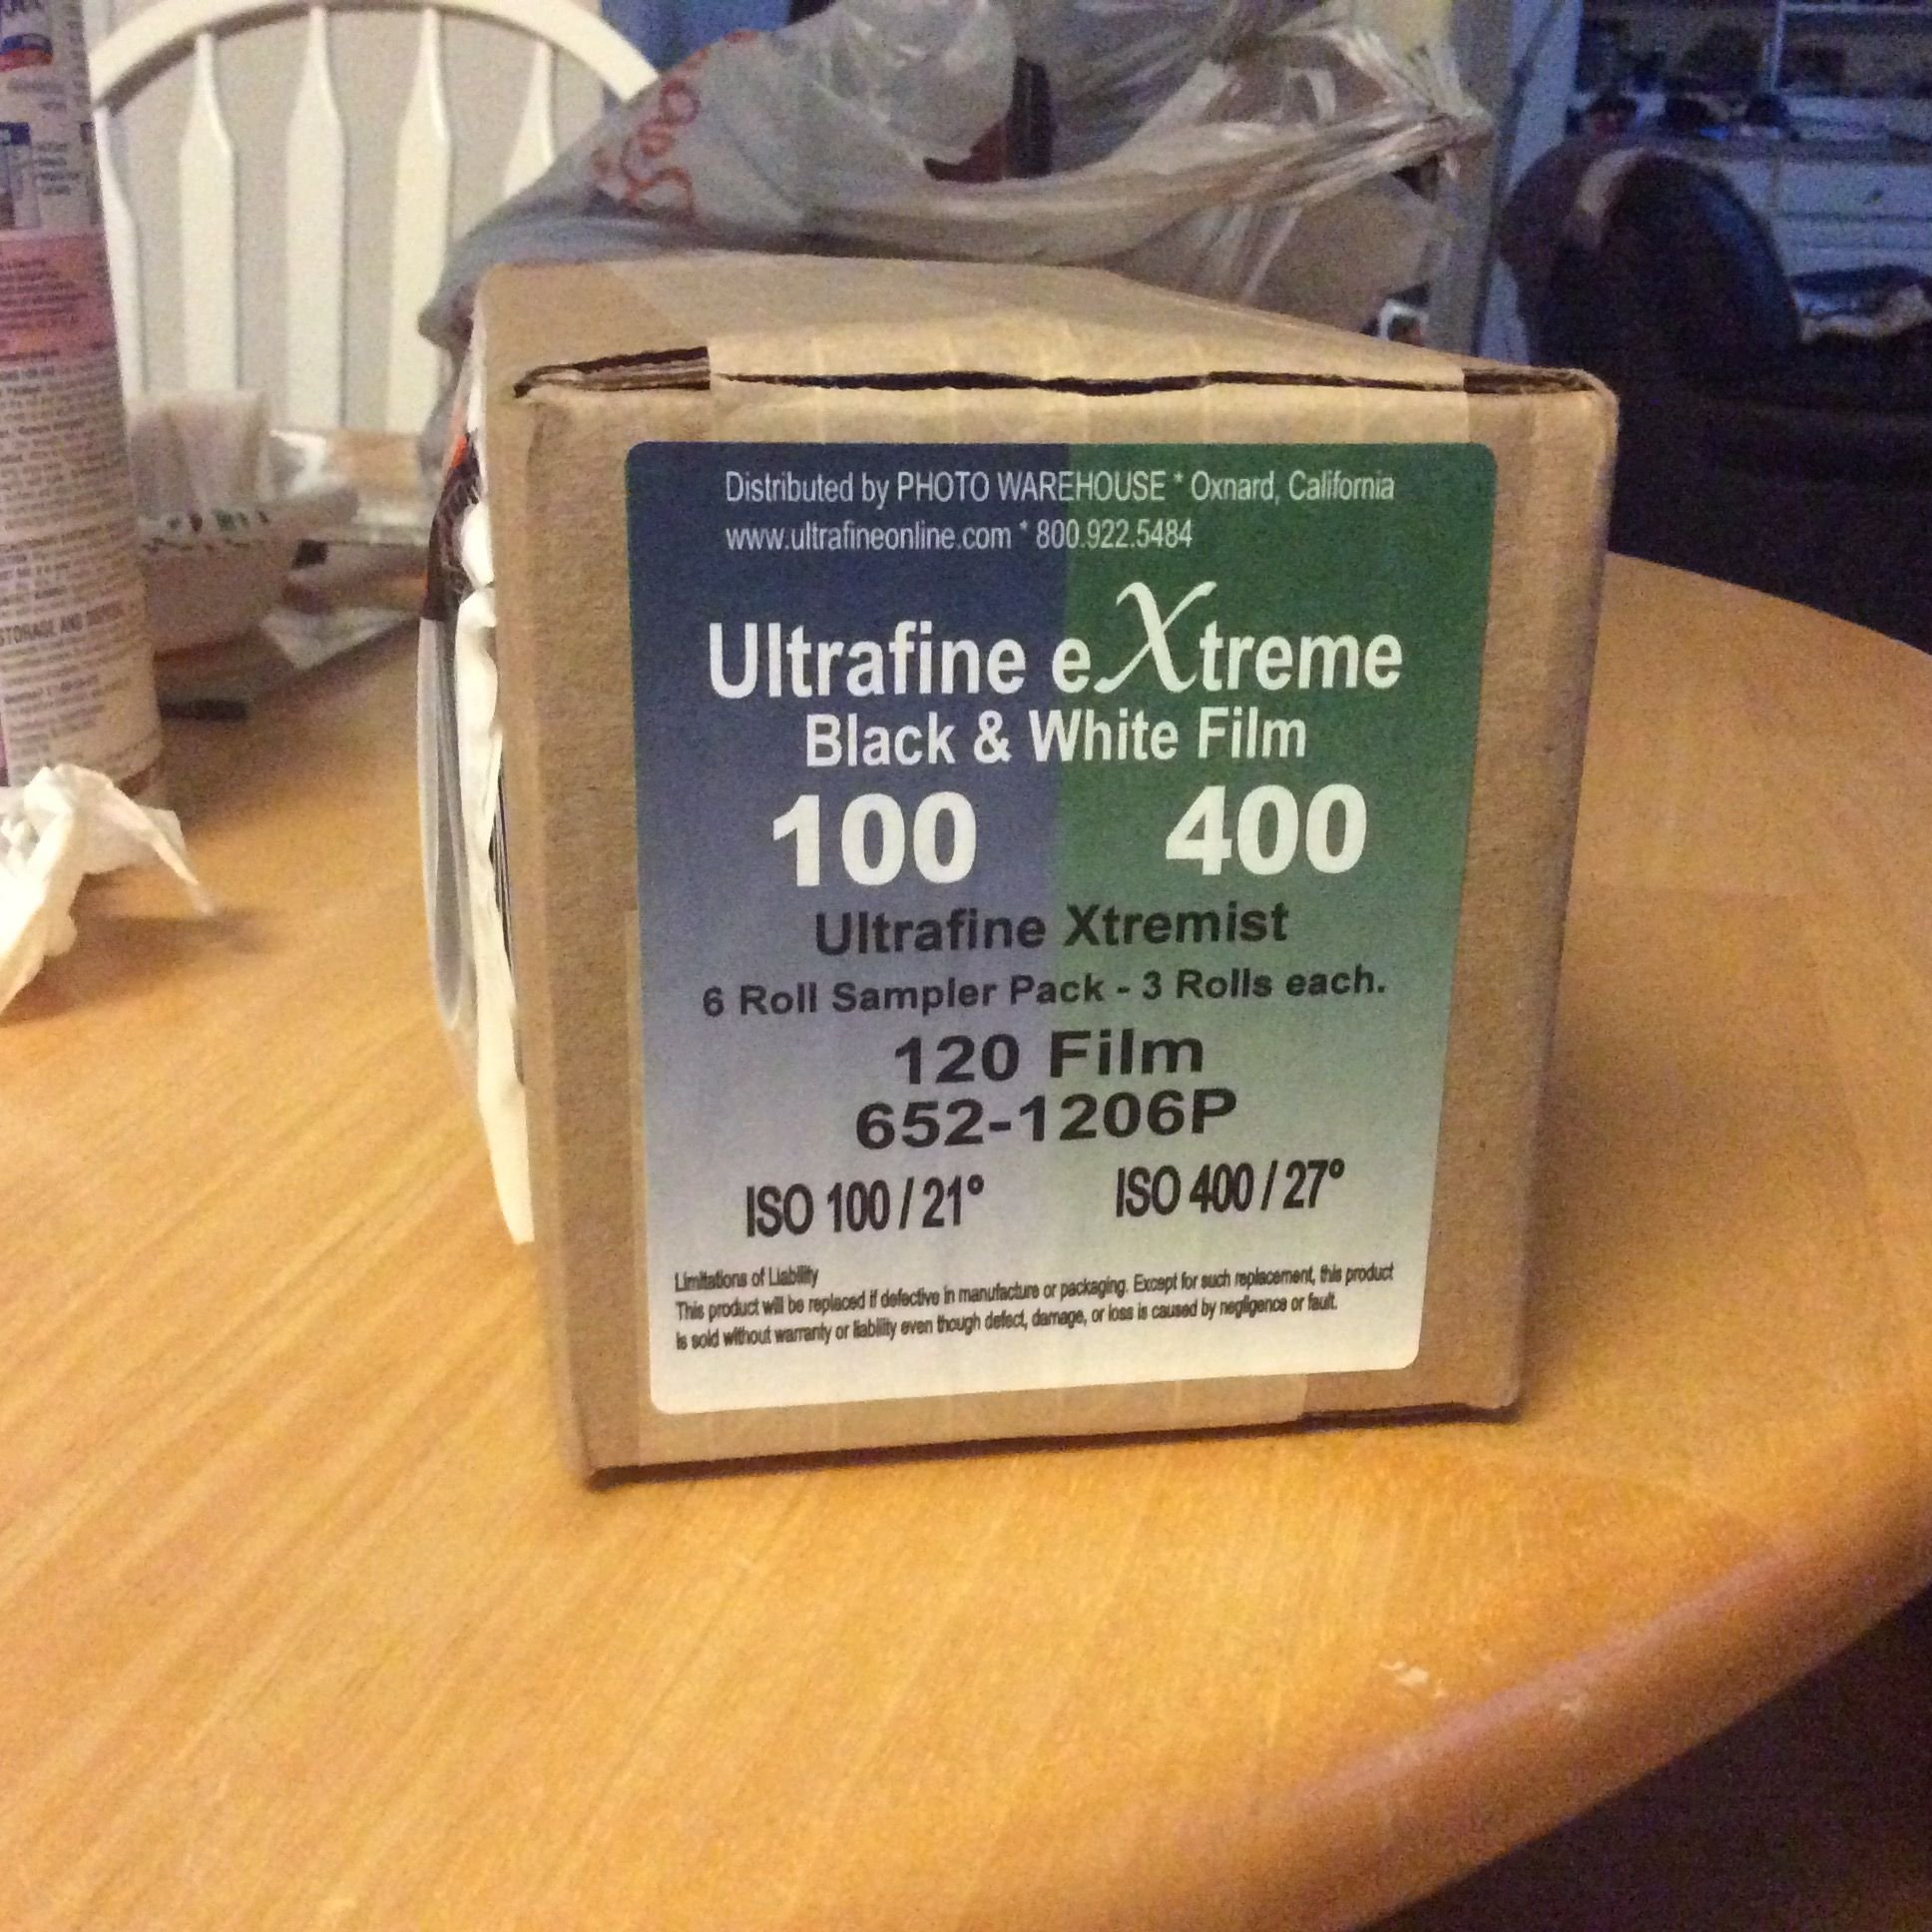 Distributed by PHOTO WAREHOUSE * Oxnard, California
www.ultrafineonline.com * 800.922.5484
Ultrafine eXtreme
Black & White Film
100 400
Ultrafine Xtremist
6 Roll Sampler Pack - 3 Rolls each.
120 Film
652-1206P
ISO 100 / 21° ISO 400 / 27°
Limitations of Liability
This product will be replaced if defective in manufacture or packaging. Except for such replacement, this product
is sold without warranty or liability even though defect, damage, or loss is caused by negligence or fault.
STORAGE AND